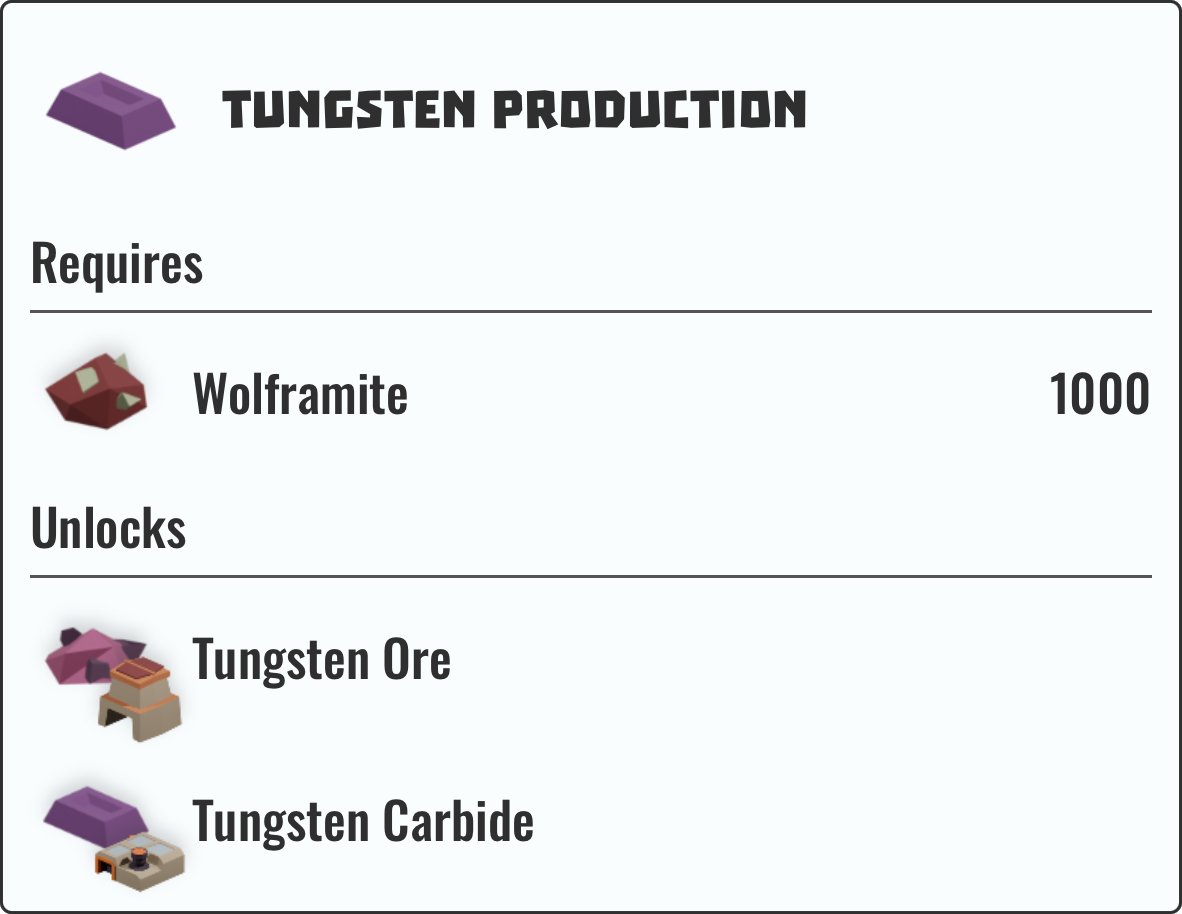 TUNGSTEN PRODUCTION
Requires
Wolframite 1000
Unlocks
Tungsten Ore
Tungsten Carbide